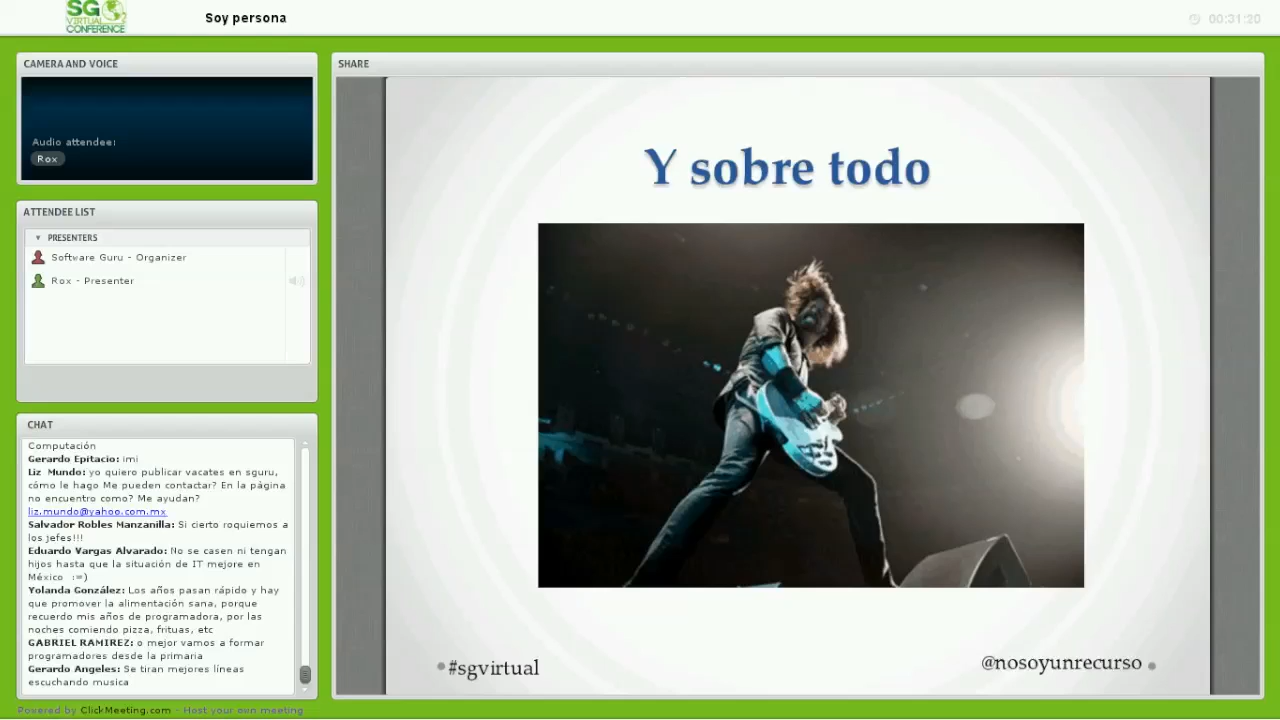 SG
VIRTUAL
CONFERENCE
Soy persona
00:31:20
CAMERA AND VOICE
Audio attendee:
Rox
ATTENDEE LIST
PRESENTERS
Software Guru - Organizer
Rox - Presenter
CHAT
Computación
Gerardo Epitacio: imi
Liz Mundo: yo quiero publicar vacates en sguru,
cómo le hago Me pueden contactar? En la página
no encuentro como? Me ayudan?
liz.mundo@yahoo.com.mx
Salvador Robles Manzanilla: Si cierto roquiemos a
los jefes!!!
Eduardo Vargas Alvarado: No se casen ni tengan
hijos hasta que la situación de IT mejore en
México :=)
Yolanda González: Los años pasan rápido y hay
que promover la alimentación sana, porque
recuerdo mis años de programadora, por las
noches comiendo pizza, frituas, etc
GABRIEL RAMIREZ: o mejor vamos a formar
programadores desde la primaria
Gerardo Angeles: Se tiran mejores líneas
escuchando musica
Powered by ClickMeeting.com - Host your own meeting
SHARE
Y sobre todo
#sgvirtual
@nosoyunrecurso